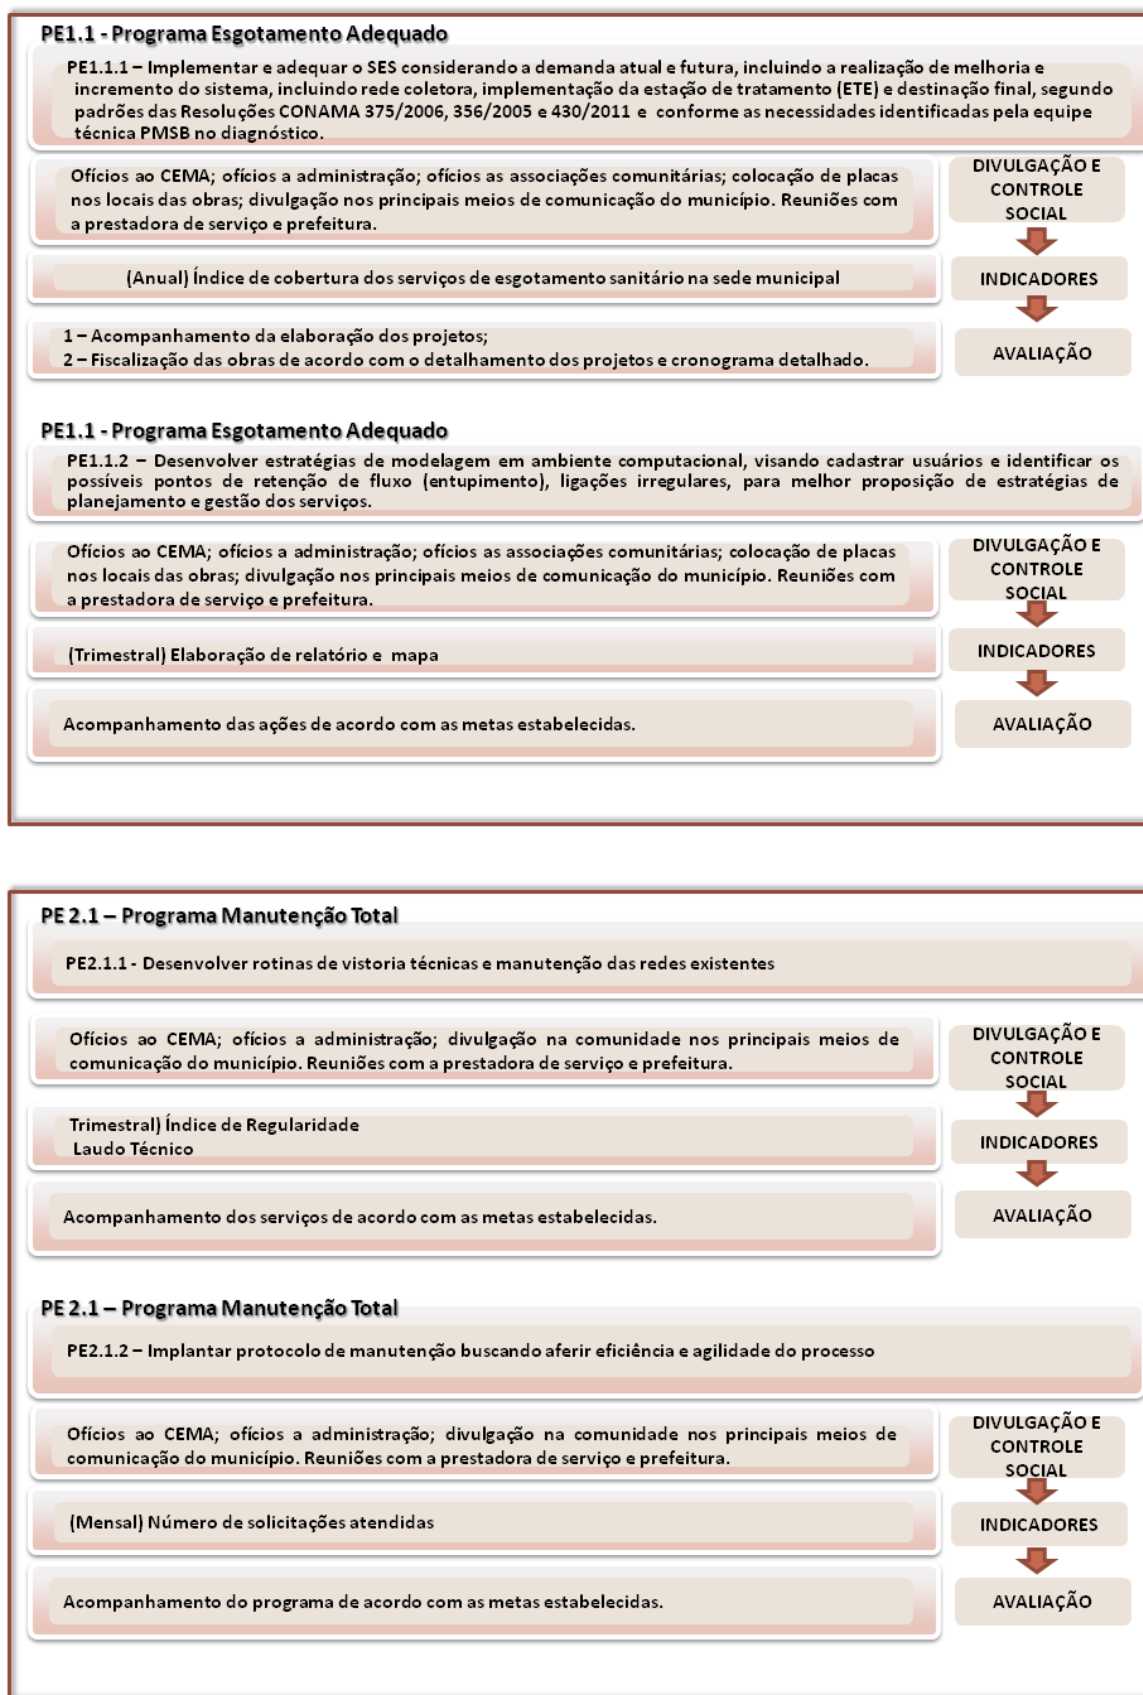 PE1.1 - Programa Esgotamento Adequado
PE1.1.1 – Implementar e adequar o SES considerando a demanda atual e futura, incluindo a realização de melhoria e
incremento do sistema, incluindo rede coletora, implementação da estação de tratamento (ETE) e destinação final, segundo
padrões das Resoluções CONAMA 375/2006, 356/2005 e 430/2011 e conforme as necessidades identificadas pela equipe
técnica PMSB no diagnóstico.
Ofícios ao CEMA; ofícios a administração; ofícios as associações comunitárias; colocação de placas
nos locais das obras; divulgação nos principais meios de comunicação do município. Reuniões com
a prestadora de serviço e prefeitura.
DIVULGAÇÃO E
CONTROLE
SOCIAL
(Anual) Índice de cobertura dos serviços de esgotamento sanitário na sede municipal
INDICADORES
1 – Acompanhamento da elaboração dos projetos;
2 – Fiscalização das obras de acordo com o detalhamento dos projetos e cronograma detalhado.
AVALIAÇÃO
PE1.1 - Programa Esgotamento Adequado
PE1.1.2 – Desenvolver estratégias de modelagem em ambiente computacional, visando cadastrar usuários e identificar os
possíveis pontos de retenção de fluxo (entupimento), ligações irregulares, para melhor proposição de estratégias de
planejamento e gestão dos serviços.
Ofícios ao CEMA; ofícios a administração; ofícios as associações comunitárias; colocação de placas
nos locais das obras; divulgação nos principais meios de comunicação do município. Reuniões com
a prestadora de serviço e prefeitura.
DIVULGAÇÃO E
CONTROLE
SOCIAL
(Trimestral) Elaboração de relatório e mapa
INDICADORES
Acompanhamento das ações de acordo com as metas estabelecidas.
AVALIAÇÃO
PE 2.1 – Programa Manutenção Total
PE2.1.1 - Desenvolver rotinas de vistoria técnicas e manutenção das redes existentes
Ofícios ao CEMA; ofícios a administração; divulgação na comunidade nos principais meios de
comunicação do município. Reuniões com a prestadora de serviço e prefeitura.
DIVULGAÇÃO E
CONTROLE
SOCIAL
Trimestral) Índice de Regularidade
Laudo Técnico
INDICADORES
Acompanhamento dos serviços de acordo com as metas estabelecidas.
AVALIAÇÃO
PE 2.1 – Programa Manutenção Total
PE2.1.2 – Implantar protocolo de manutenção buscando aferir eficiência e agilidade do processo
Ofícios ao CEMA; ofícios a administração; divulgação na comunidade nos principais meios de
comunicação do município. Reuniões com a prestadora de serviço e prefeitura.
DIVULGAÇÃO E
CONTROLE
SOCIAL
(Mensal) Número de solicitações atendidas
INDICADORES
Acompanhamento do programa de acordo com as metas estabelecidas.
AVALIAÇÃO